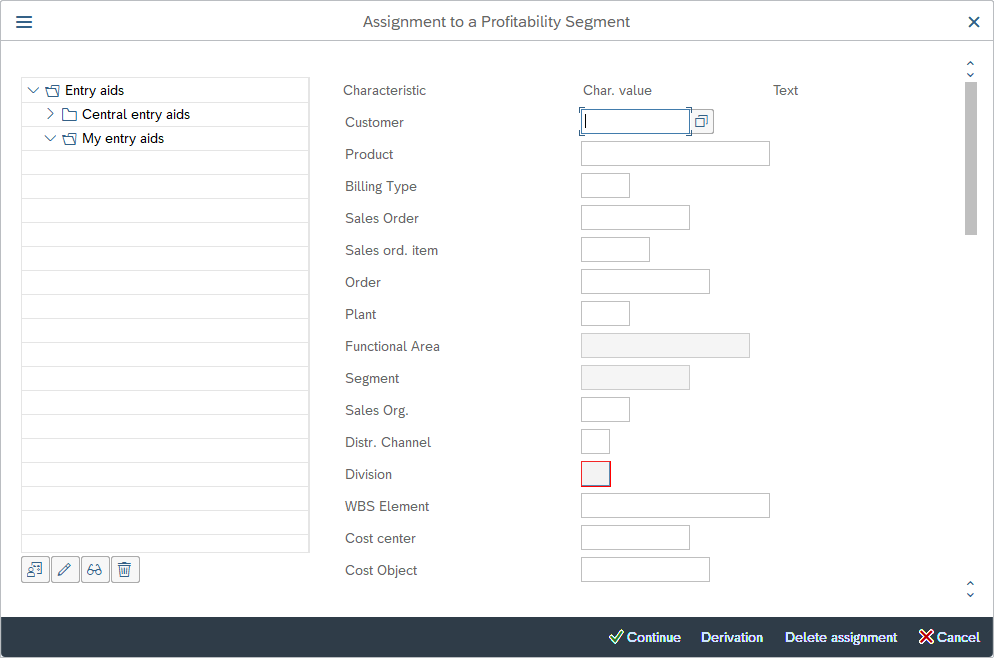 Assignment to a Profitability Segment
Entry aids
Central entry aids
My entry aids
Characteristic Char. value Text
Customer
Product
Billing Type
Sales Order
Sales ord. item
Order
Plant
Functional Area
Segment
Sales Org.
Distr. Channel
Division
WBS Element
Cost center
Cost Object
Continue Derivation Delete assignment Cancel